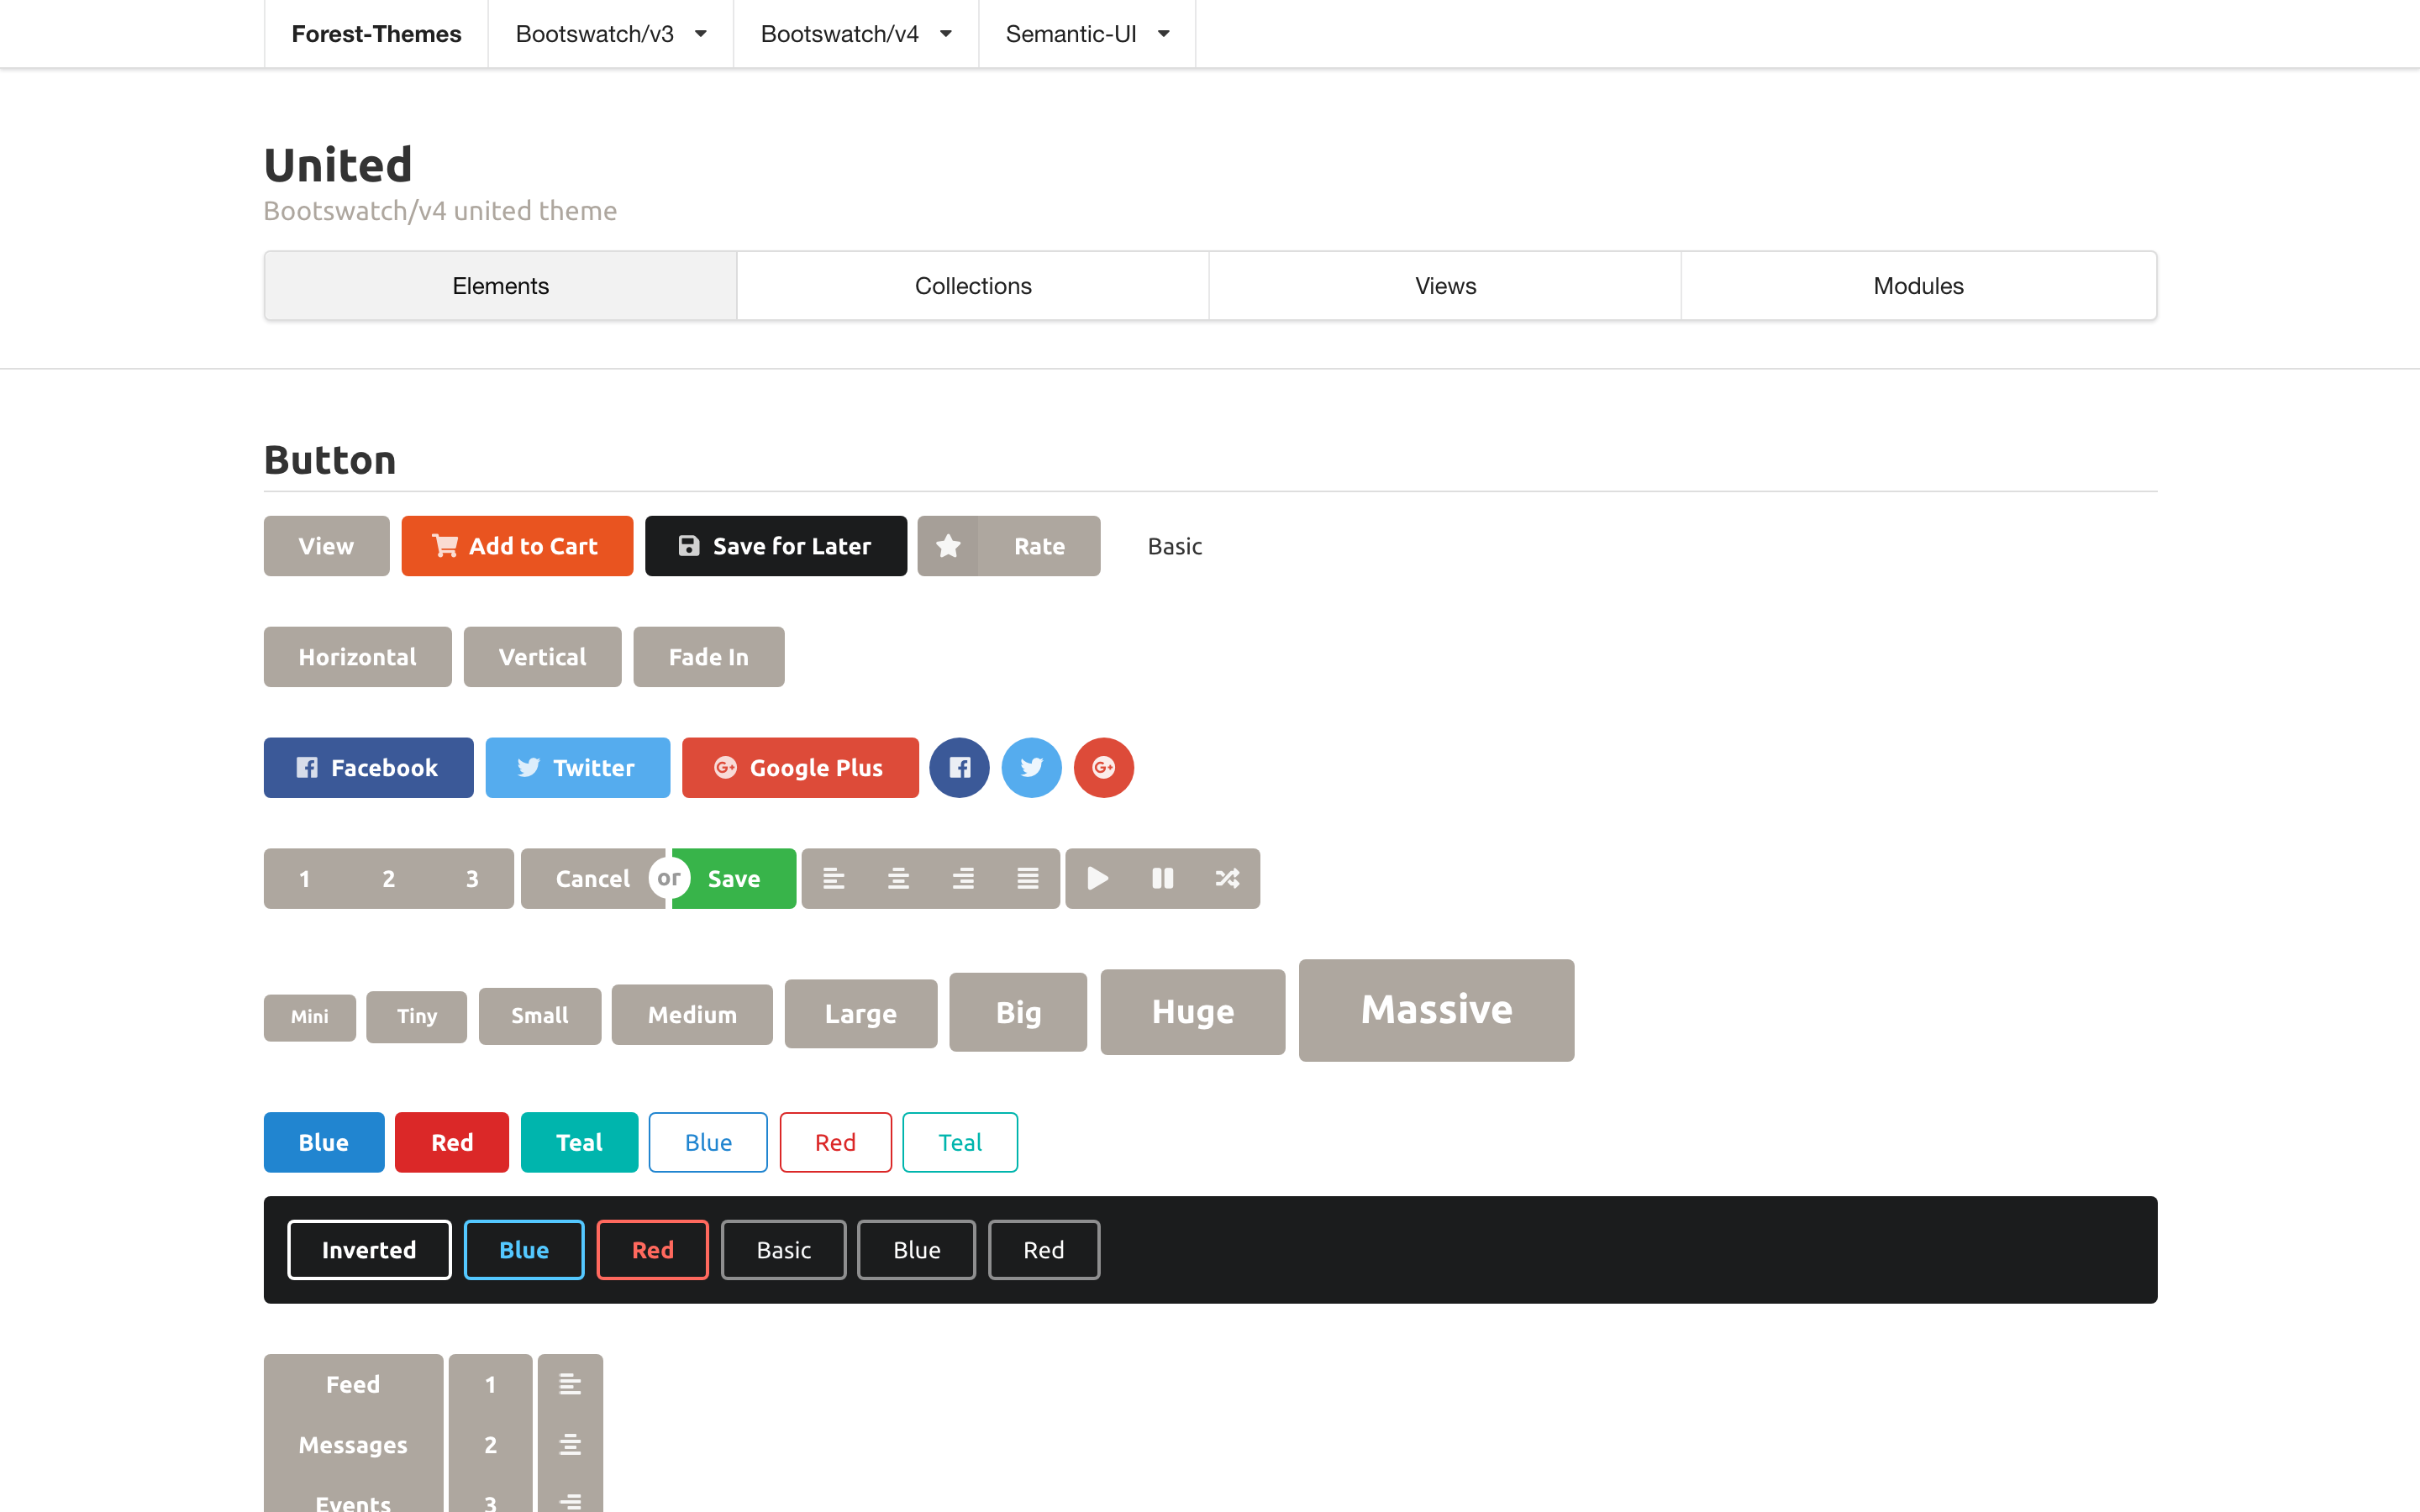 Forest-Themes Bootswatch/v3 Bootswatch/v4 Semantic-UI
United
Bootswatch/v4 united theme
Elements Collections Views Modules
Button
View Add to Cart Save for Later Rate Basic
Horizontal Vertical Fade In
Facebook Twitter Google Plus
1 2 3 Cancel or Save
Mini Tiny Small Medium Large Big Huge Massive
Blue Red Teal Blue Red Teal
Inverted Blue Red Basic Blue Red
Feed 1
Messages 2
Events 3